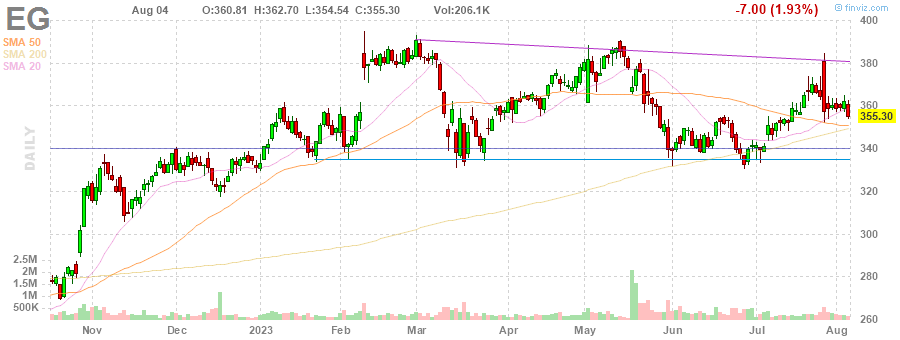 EG Aug 04 O:360.81 H:362.70 L:354.54 C:355.30 Vol:206.1K -7.00 (1.93%) © finviz.com
SMA 50
SMA 200
SMA 20
DAILY
400
380
360
355.30
340
320
300
280
260
2.5M
2M
1.5M
1M
500K
Nov Dec 2023 Feb Mar Apr May Jun Jul Aug